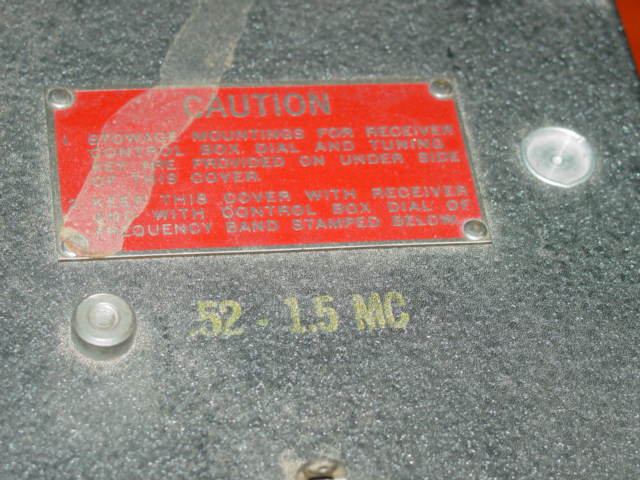 CAUTION
1. STOWAGE MOUNTINGS FOR RECEIVER
CONTROL BOX, DIAL AND TUNING
KEY ARE PROVIDED ON UNDER SIDE
OF THIS COVER.
2. KEEP THIS COVER WITH RECEIVER
AND WITH CONTROL BOX DIAL OF
FREQUENCY BAND STAMPED BELOW.
.52 - 1.5 MC